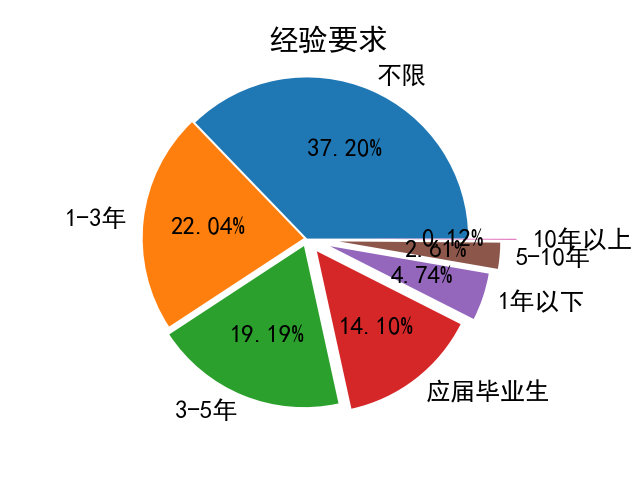 经验要求
不限
37.20%
1-3年
22.04%
3-5年
19.19%
应届毕业生
14.10%
1年以下
4.74%
5-10年
2.61%
10年以上
0.12%